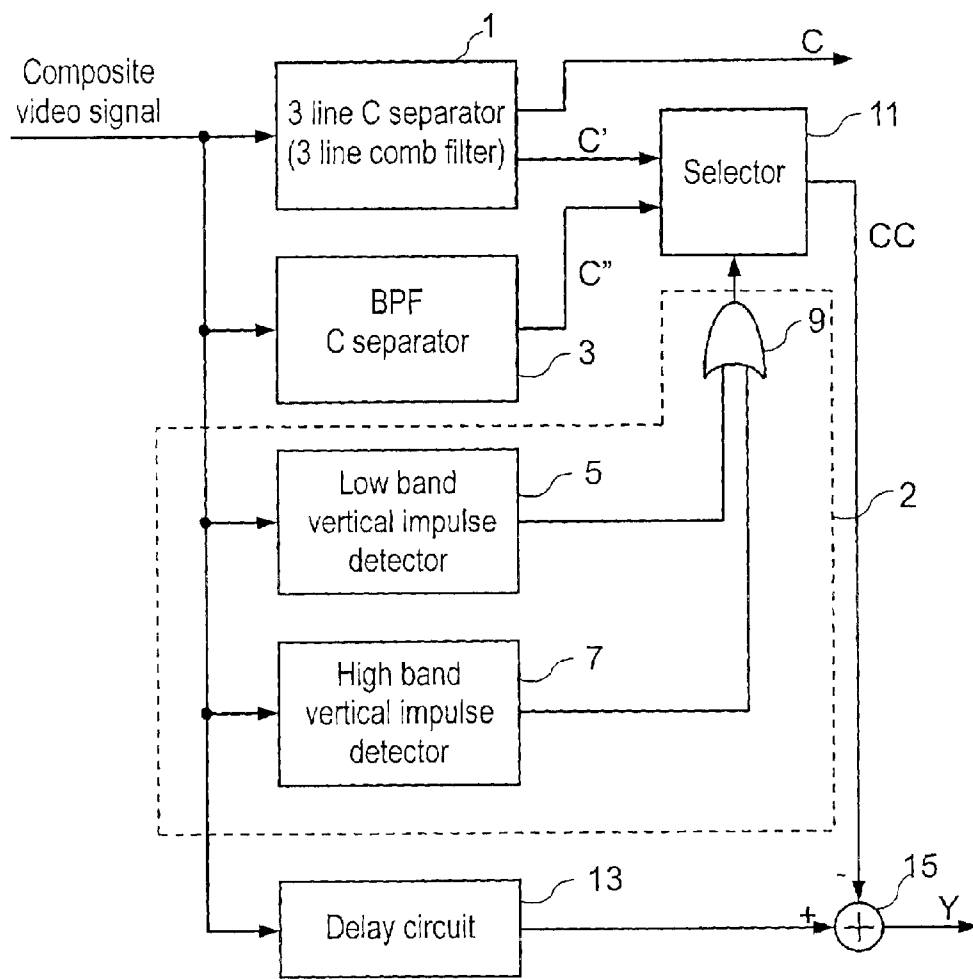 1
C
Composite
video signal
3 line C separator
(3 line comb filter)
C'
11
Selector
CC
C"
BPF
C separator
3
9
Low band
vertical impulse
detector
5
2
High band
vertical impulse
detector
7
Delay circuit
13
+
-
15
+
Y